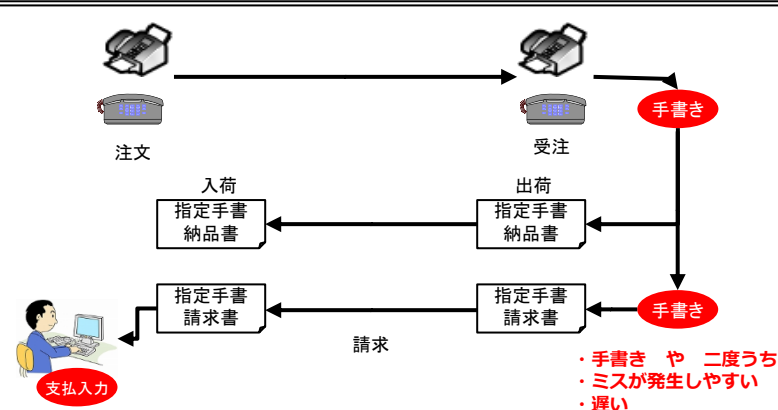 手書き
注文
受注
入荷
出荷
指定手書
納品書
指定手書
納品書
指定手書
請求書
指定手書
請求書
手書き
請求
支払入力
・手書き　や　二度うち
・ミスが発生しやすい
・遅い